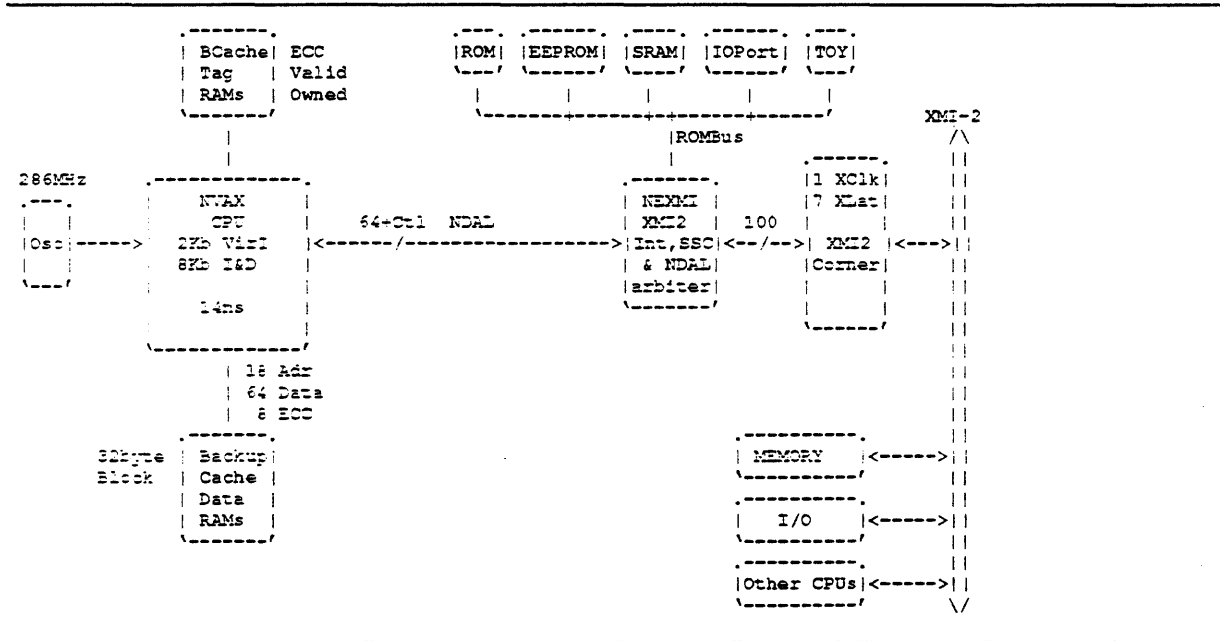 BCache ECC
Tag Valid
RAMs Owned
ROM EEPROM SRAM IOPort TOY
XMI-2
ROMBus
286MHz
Osc
NVAX
CPU
2Kb VirI
8Kb I&D
14ns
64+Ctl NDAL
NEXMI
XMI2
Int,SSC
& NDAL
arbiter
100
1 XClk
7 XLat
XMI2
Corner
18 Adr
64 Data
8 ECC
32byte
Block
Backup
Cache
Data
RAMs
MEMORY
I/O
Other CPUs